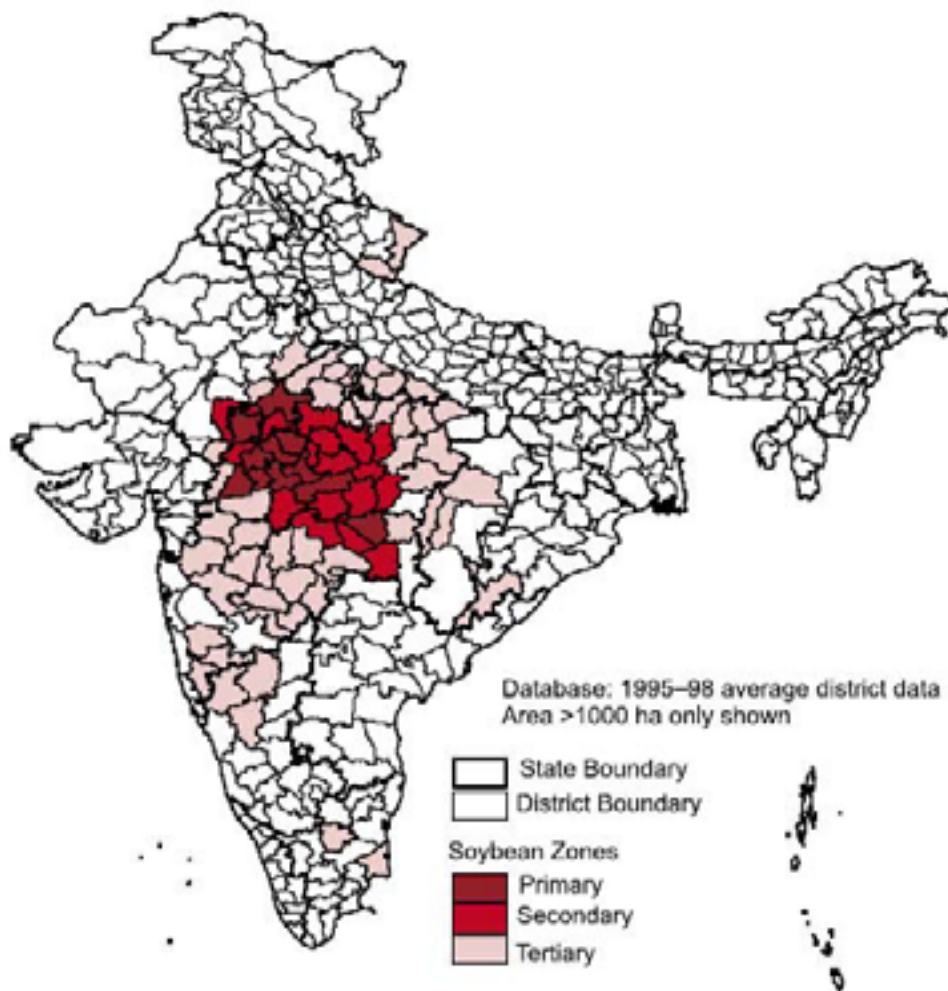 Database: 1995–98 average district data
Area >1000 ha only shown
State Boundary
District Boundary
Soybean Zones
Primary
Secondary
Tertiary